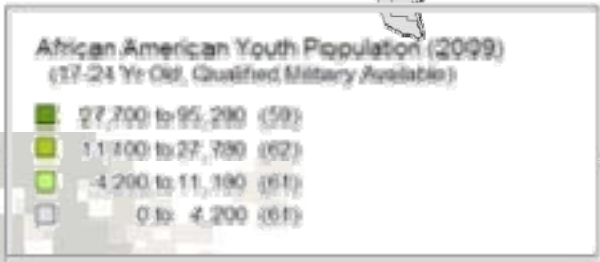 African American Youth Population (2009)
(17-24 Yr Old, Qualified Military Available)
27,700 to 95,200 (59)
11,100 to 27,700 (62)
4,200 to 11,100 (61)
0 to 4,200 (61)